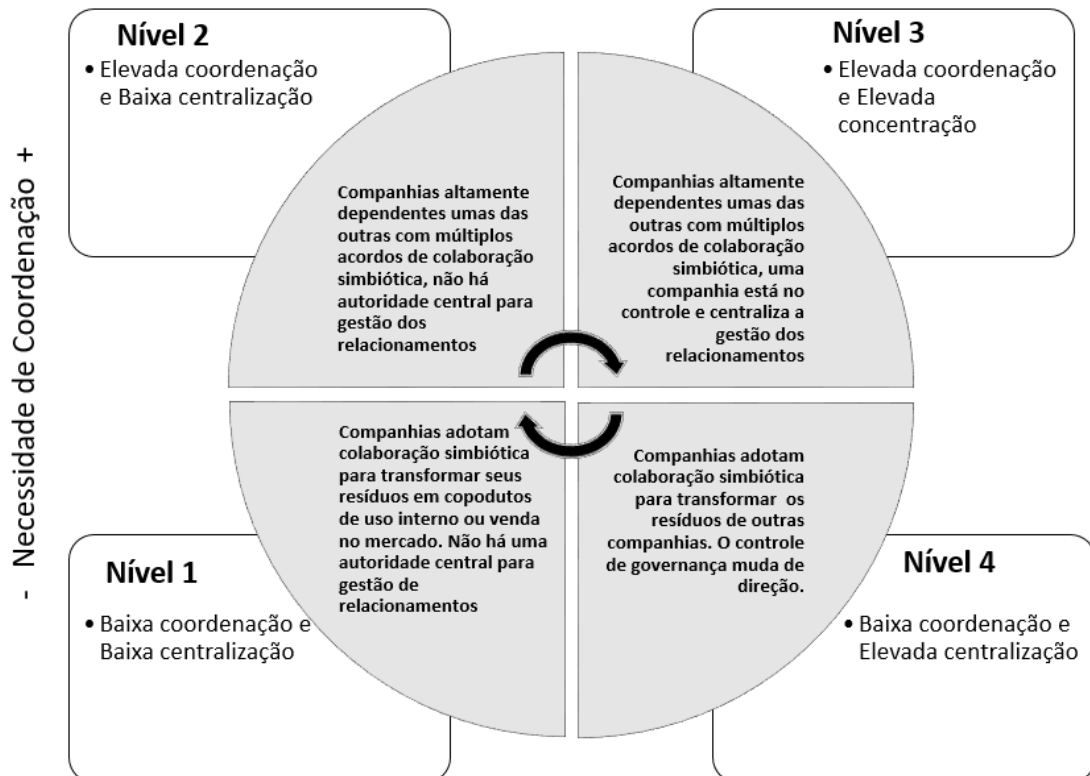 Nível 2
• Elevada coordenação
e Baixa centralização
Nível 3
• Elevada coordenação
e Elevada
concentração
- Necessidade de Coordenação +
Companhias altamente
dependentes umas das
outras com múltiplos
acordos de colaboração
simbiótica, não há
autoridade central para
gestão dos
relacionamentos
Companhias altamente
dependentes umas das
outras com múltiplos
acordos de colaboração
simbiótica, uma
companhia está no
controle e centraliza a
gestão dos
relacionamentos
Companhias adotam
colaboração simbiótica
para transformar seus
resíduos em copodutos
de uso interno ou venda
no mercado. Não há uma
autoridade central para
gestão de
relacionamentos
Companhias adotam
colaboração simbiótica
para transformar os
resíduos de outras
companhias. O controle
de governança muda de
direção.
Nível 1
• Baixa coordenação e
Baixa centralização
Nível 4
• Baixa coordenação e
Elevada centralização